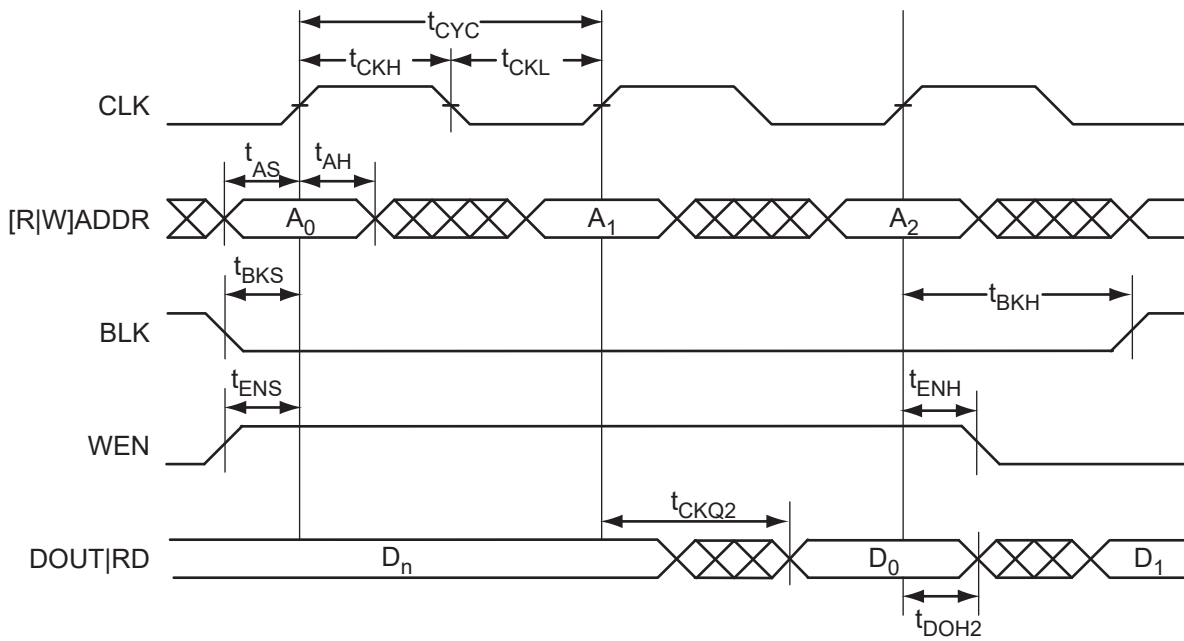 tCYC
tCKH tCKL
CLK
tAS tAH
[R|W]ADDR A0 A1 A2
tBKS tBKH
BLK
tENS tENH
WEN
tCKQ2
DOUT|RD Dn D0 D1
tDOH2